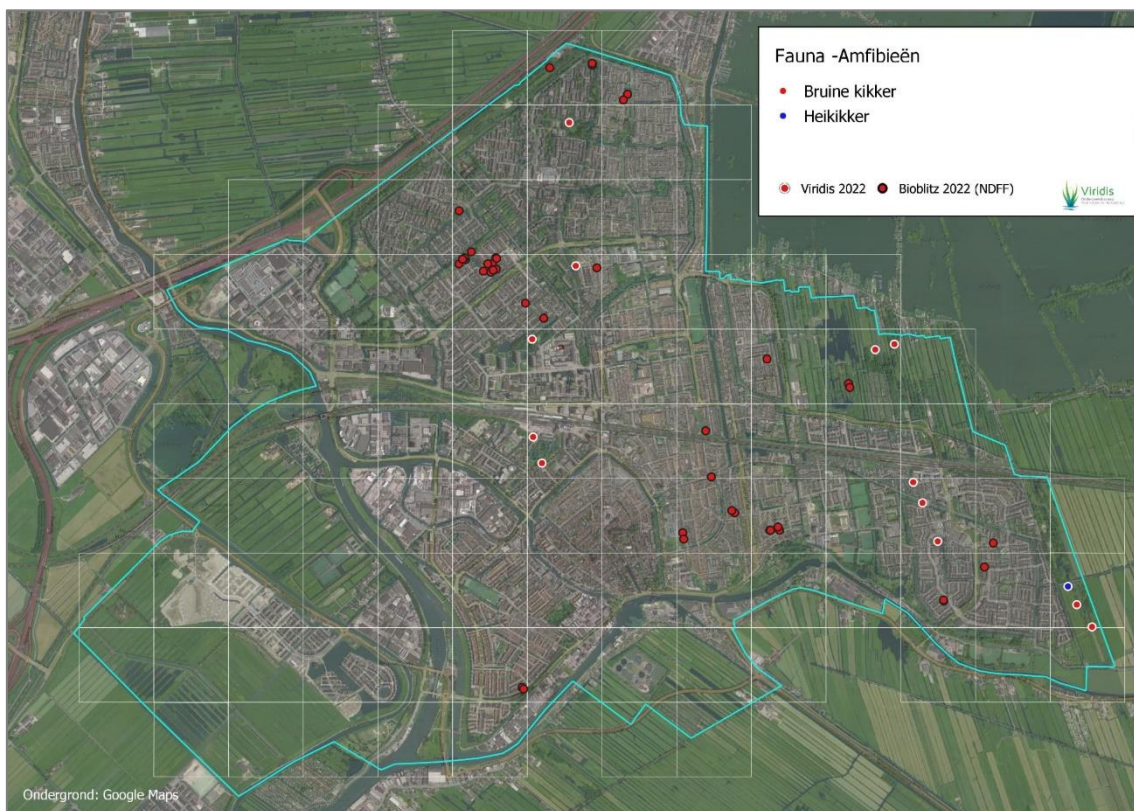 Fauna -Amfibieën
Bruine kikker
Heikikker
Viridis 2022 Bioblitz 2022 (NDFF)
Viridis
Ondergrond: Google Maps